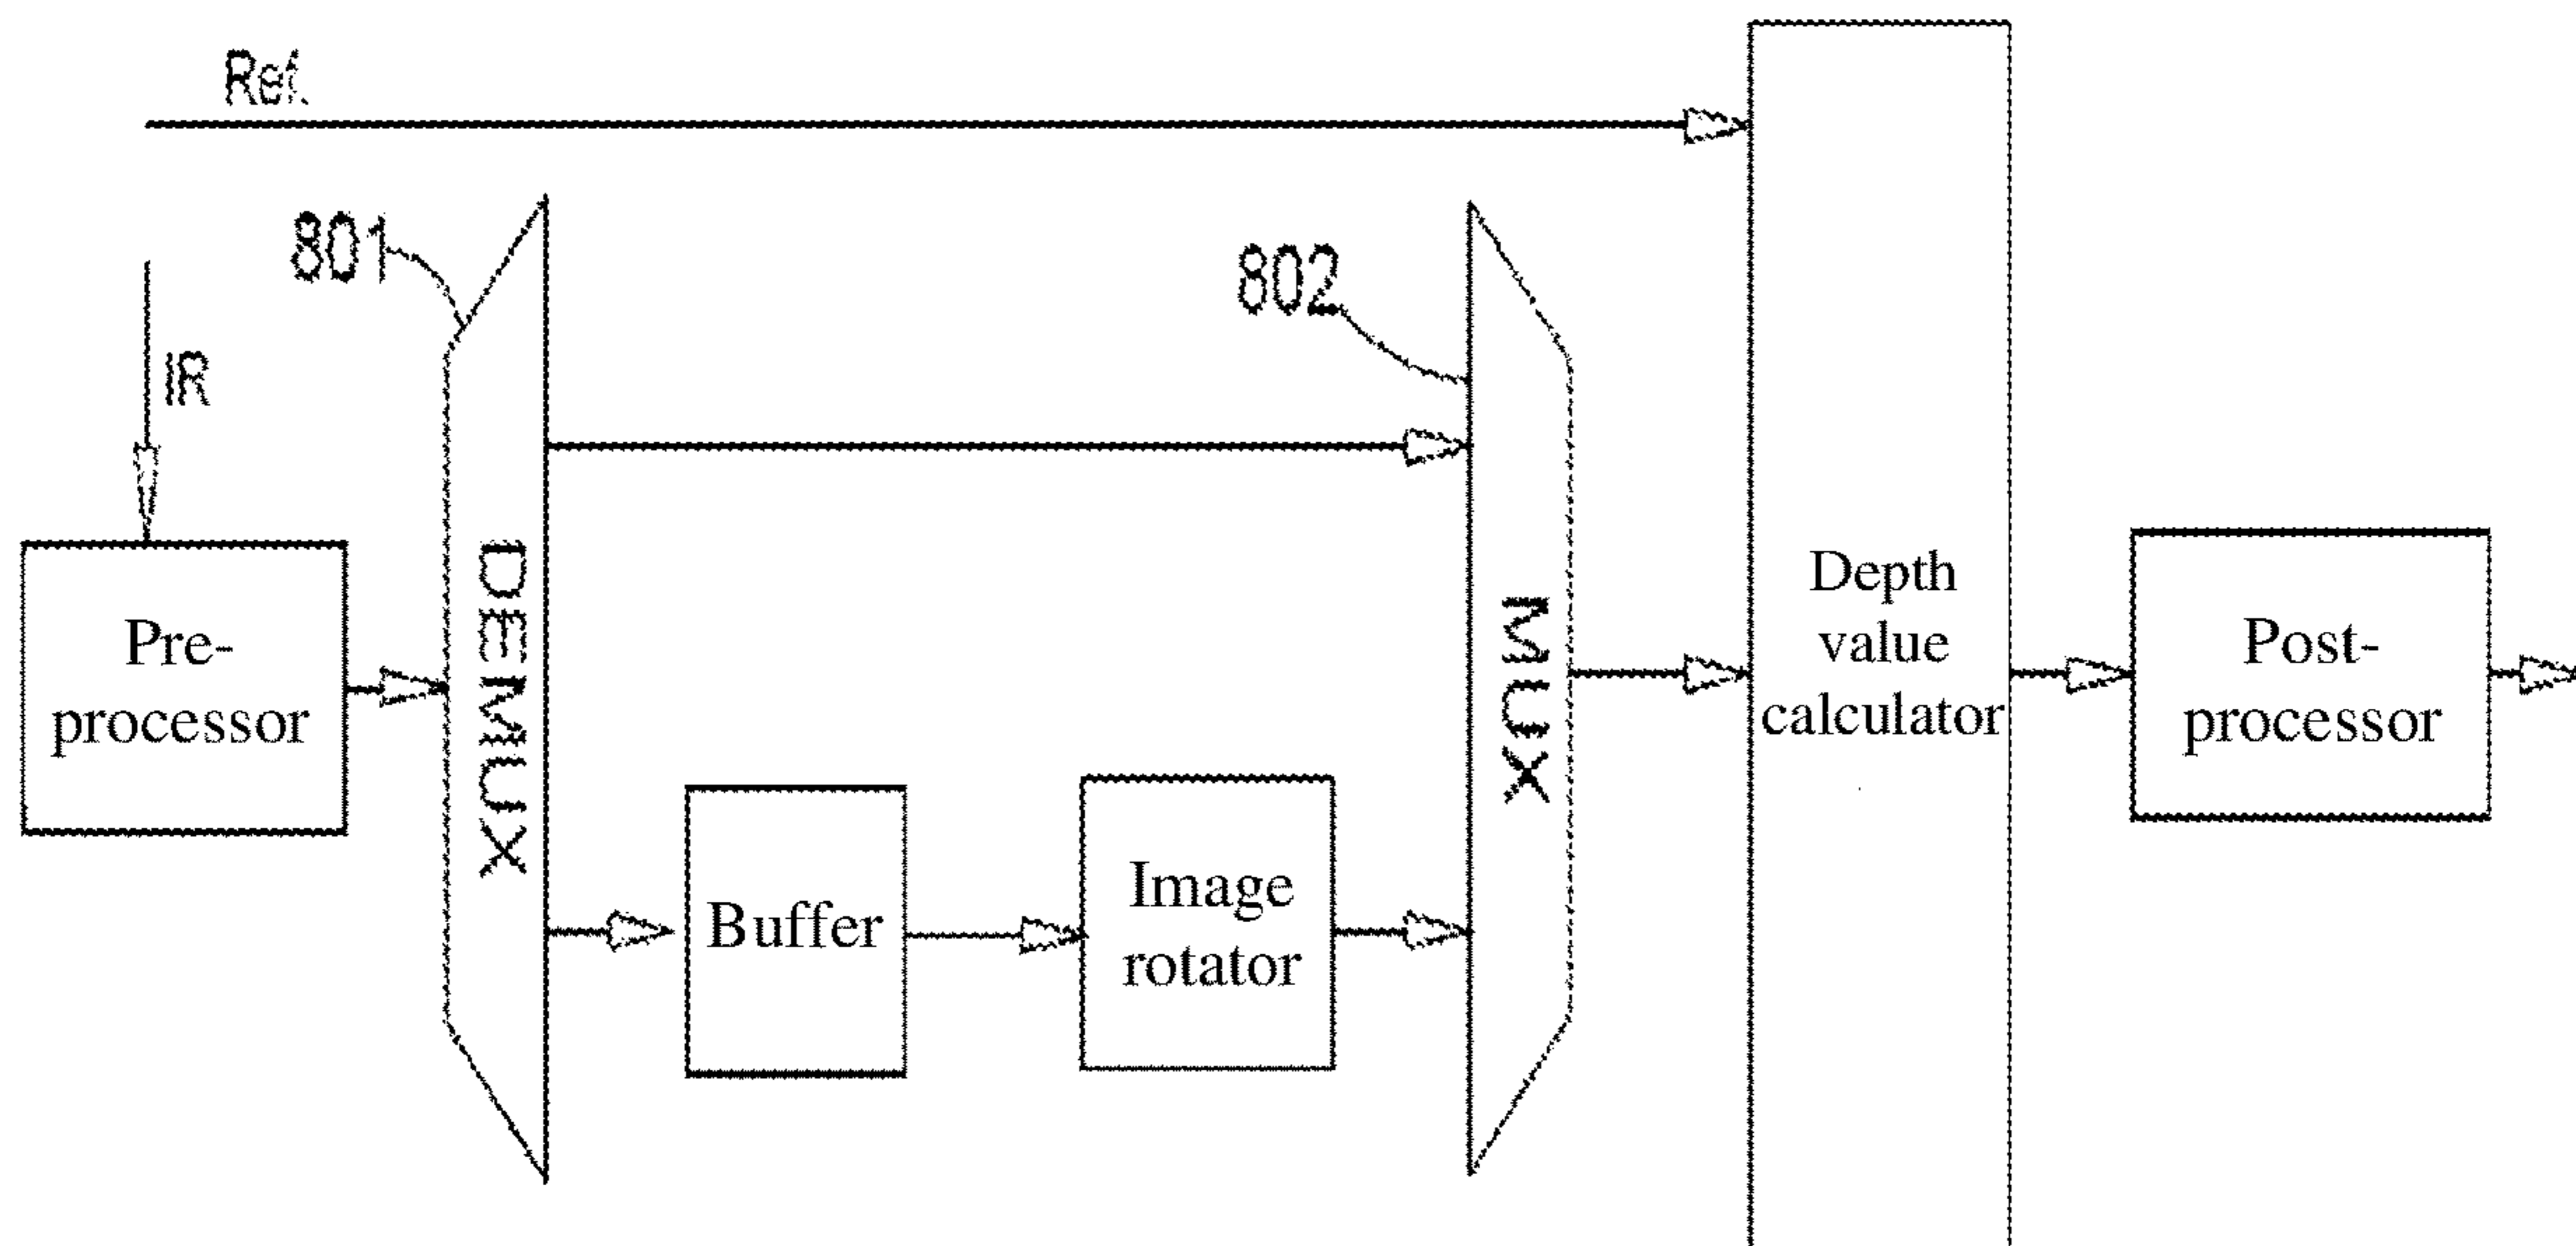 Ref.
801
802
IR
DEMUX
MUX
Pre-
processor
Buffer
Image
rotator
Depth
value
calculator
Post-
processor